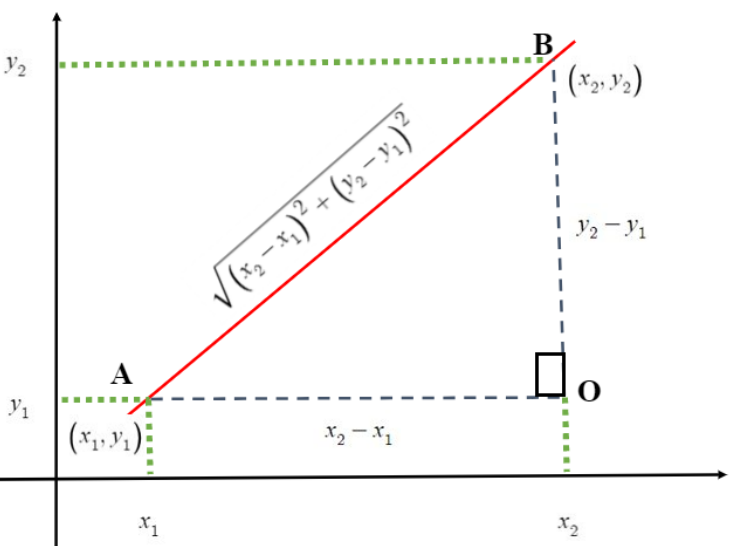 B
y₂
(x₂, y₂)
√((x₂ − x₁)² + (y₂ − y₁)²)
y₂ − y₁
A
O
y₁
(x₁, y₁)
x₂ − x₁
x₁
x₂